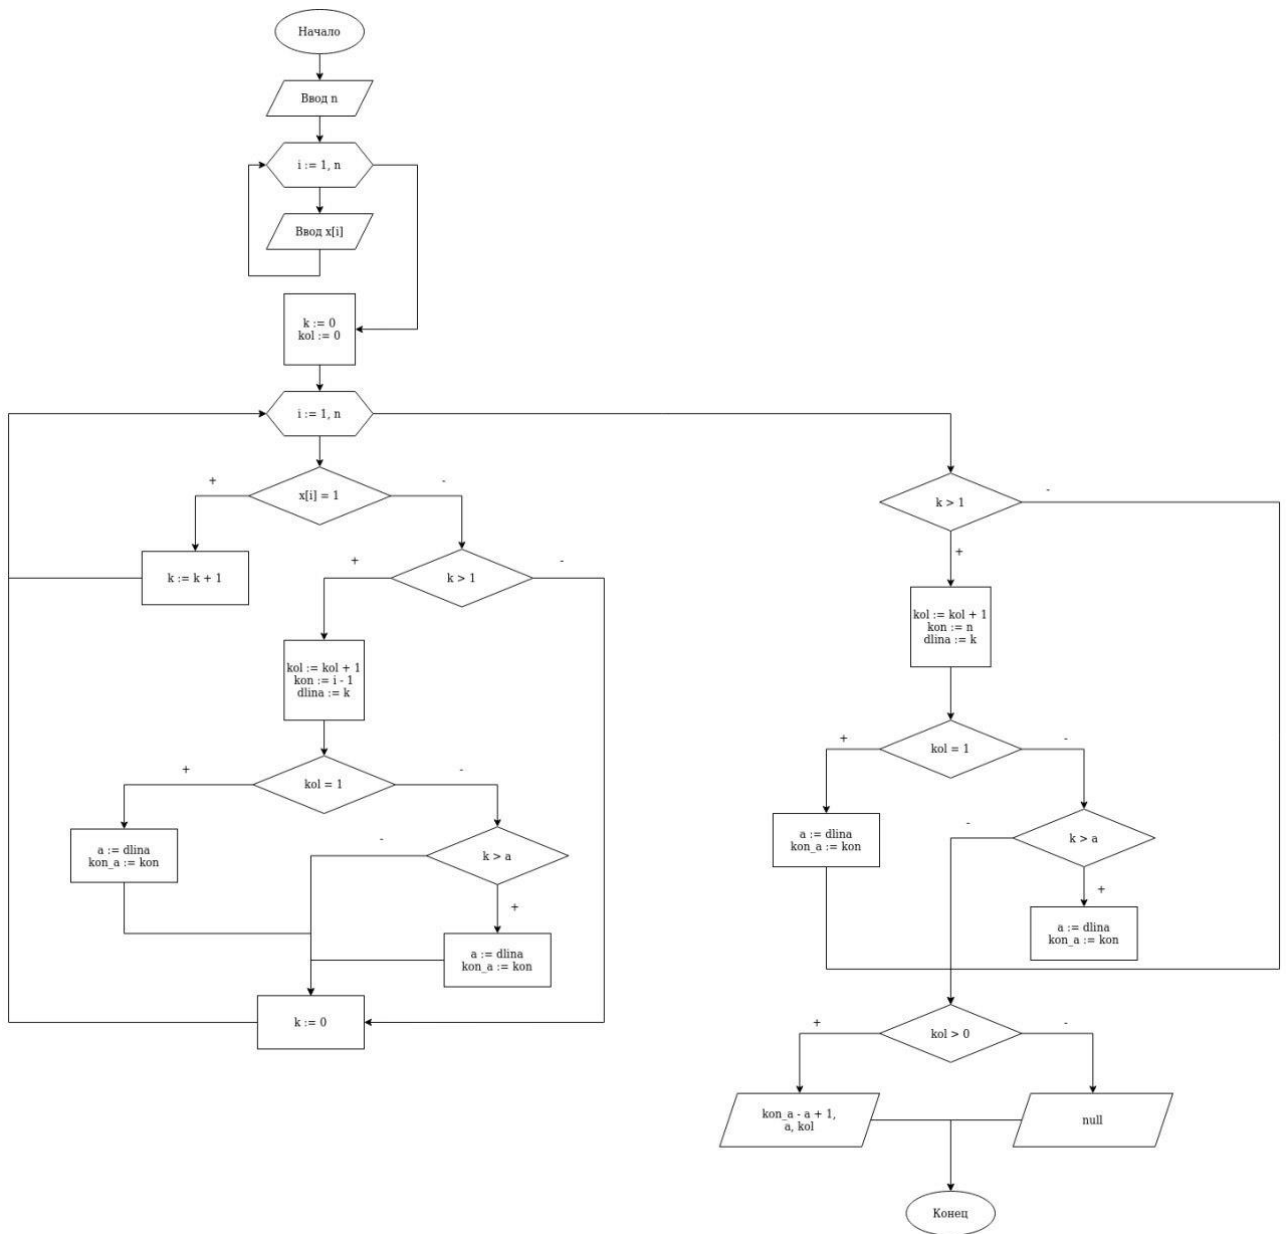 Начало
Ввод n
i := 1, n
Ввод x[i]
k := 0
kol := 0
i := 1, n
x[i] = 1
+
-
k := k + 1
k > 1
+
-
kol := kol + 1
kon := i - 1
dlina := k
kol = 1
+
-
a := dlina
kon_a := kon
k > a
-
+
a := dlina
kon_a := kon
k := 0
k > 1
-
+
kol := kol + 1
kon := n
dlina := k
kol = 1
+
-
a := dlina
kon_a := kon
k > a
-
+
a := dlina
kon_a := kon
kol > 0
+
-
kon_a - a + 1,
a, kol
null
Конец